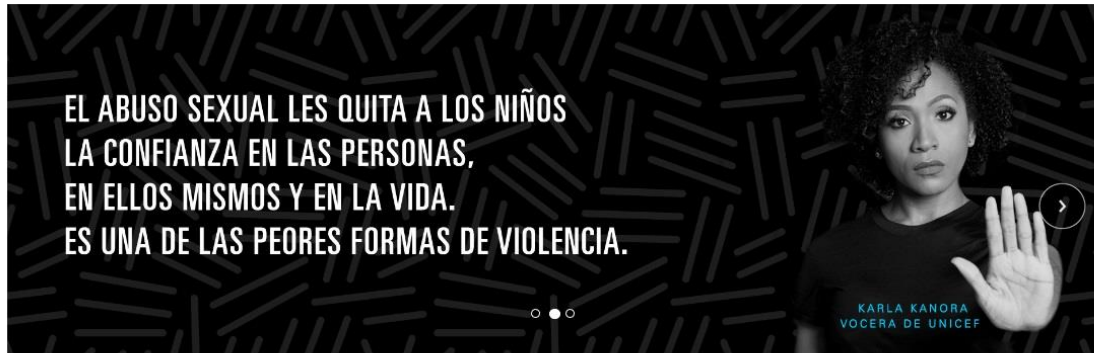 EL ABUSO SEXUAL LES QUITA A LOS NIÑOS
LA CONFIANZA EN LAS PERSONAS,
EN ELLOS MISMOS Y EN LA VIDA.
ES UNA DE LAS PEORES FORMAS DE VIOLENCIA.
KARLA KANORA
VOCERA DE UNICEF